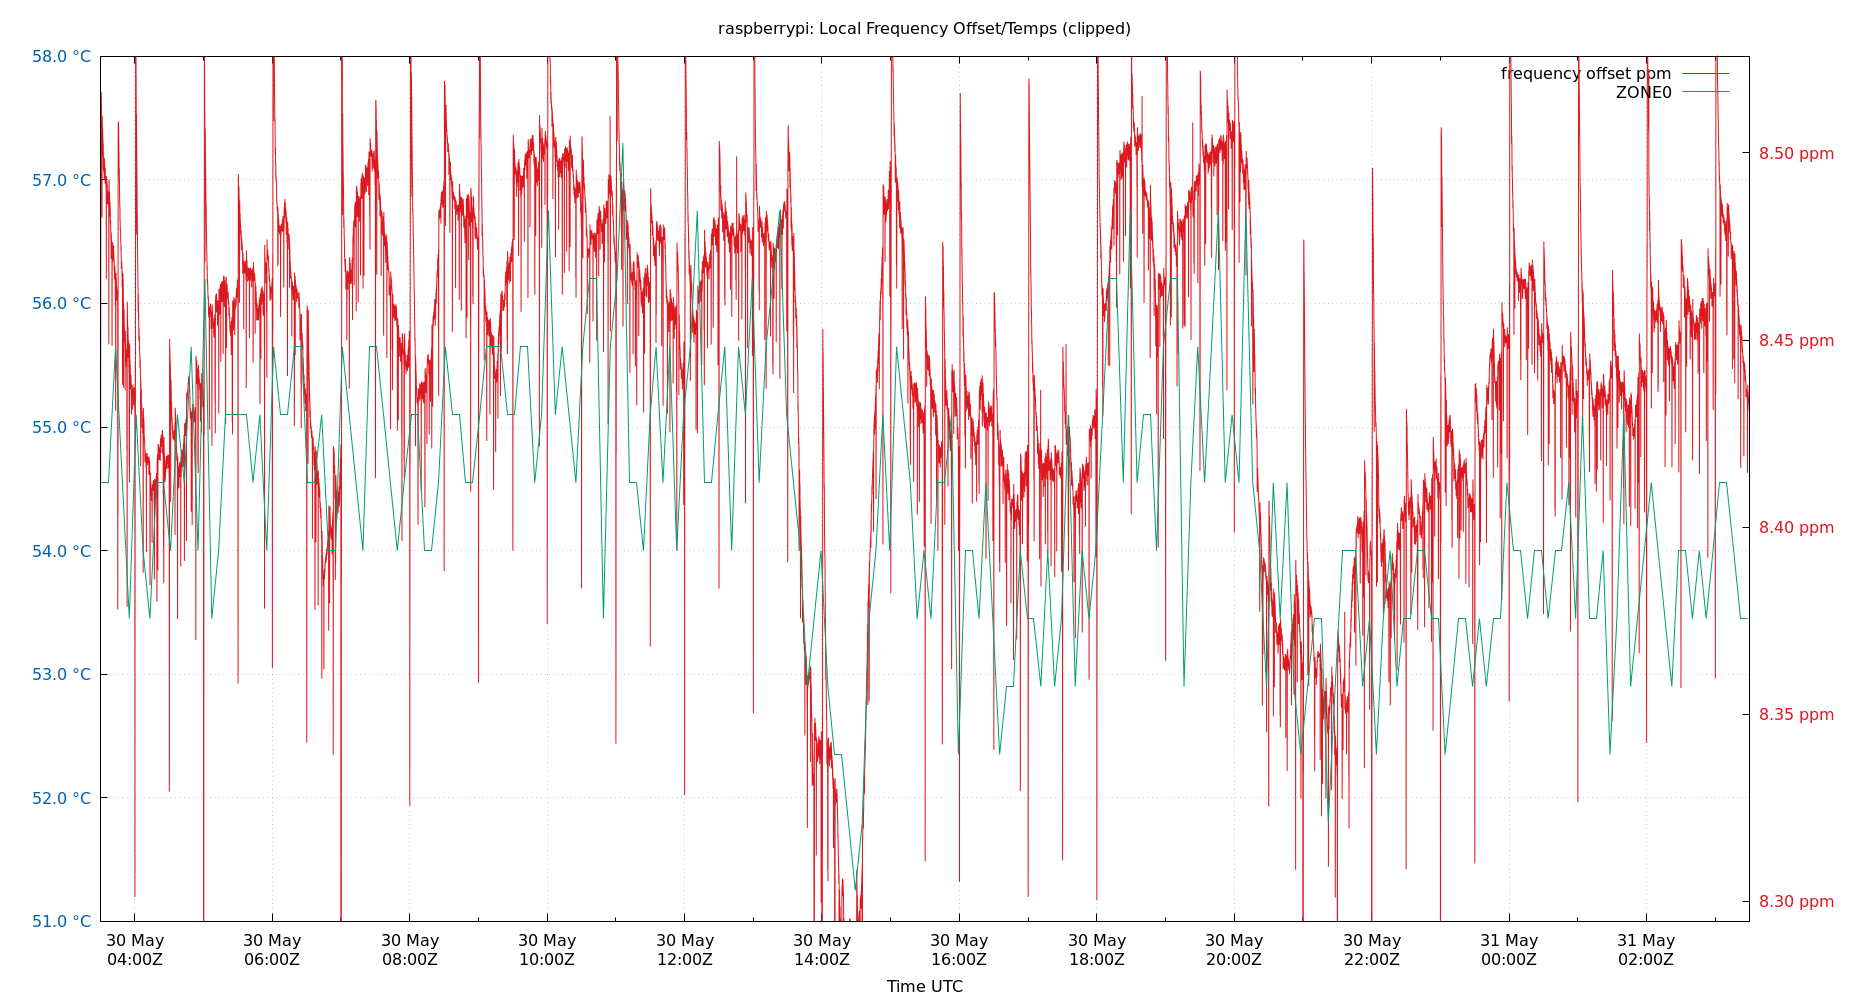 raspberrypi: Local Frequency Offset/Temps (clipped)
58.0 °C
57.0 °C
56.0 °C
55.0 °C
54.0 °C
53.0 °C
52.0 °C
51.0 °C
frequency offset ppm
ZONE0
8.50 ppm
8.45 ppm
8.40 ppm
8.35 ppm
8.30 ppm
30 May 30 May 30 May 30 May 30 May 30 May 30 May 30 May 30 May 30 May 31 May 31 May
04:00Z 06:00Z 08:00Z 10:00Z 12:00Z 14:00Z 16:00Z 18:00Z 20:00Z 22:00Z 00:00Z 02:00Z
Time UTC